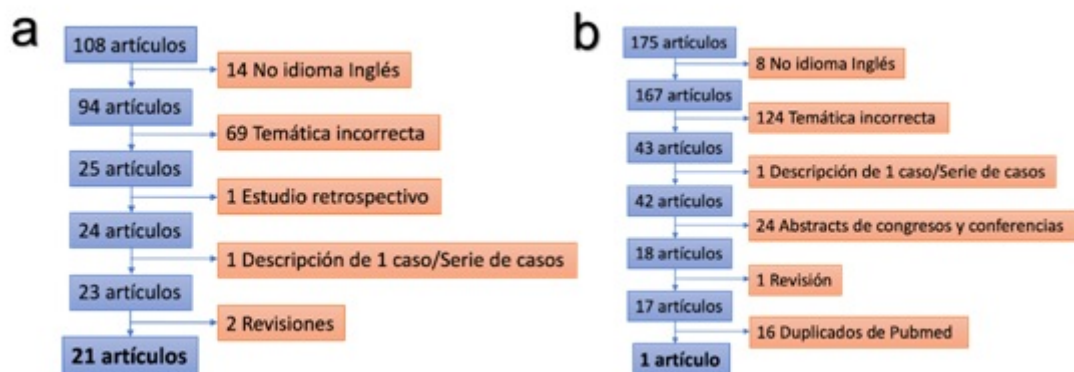 a
108 artículos
14 No idioma Inglés
94 artículos
69 Temática incorrecta
25 artículos
1 Estudio retrospectivo
24 artículos
1 Descripción de 1 caso/Serie de casos
23 artículos
2 Revisiones
21 artículos
b
175 artículos
8 No idioma Inglés
167 artículos
124 Temática incorrecta
43 artículos
1 Descripción de 1 caso/Serie de casos
42 artículos
24 Abstracts de congresos y conferencias
18 artículos
1 Revisión
17 artículos
16 Duplicados de Pubmed
1 artículo